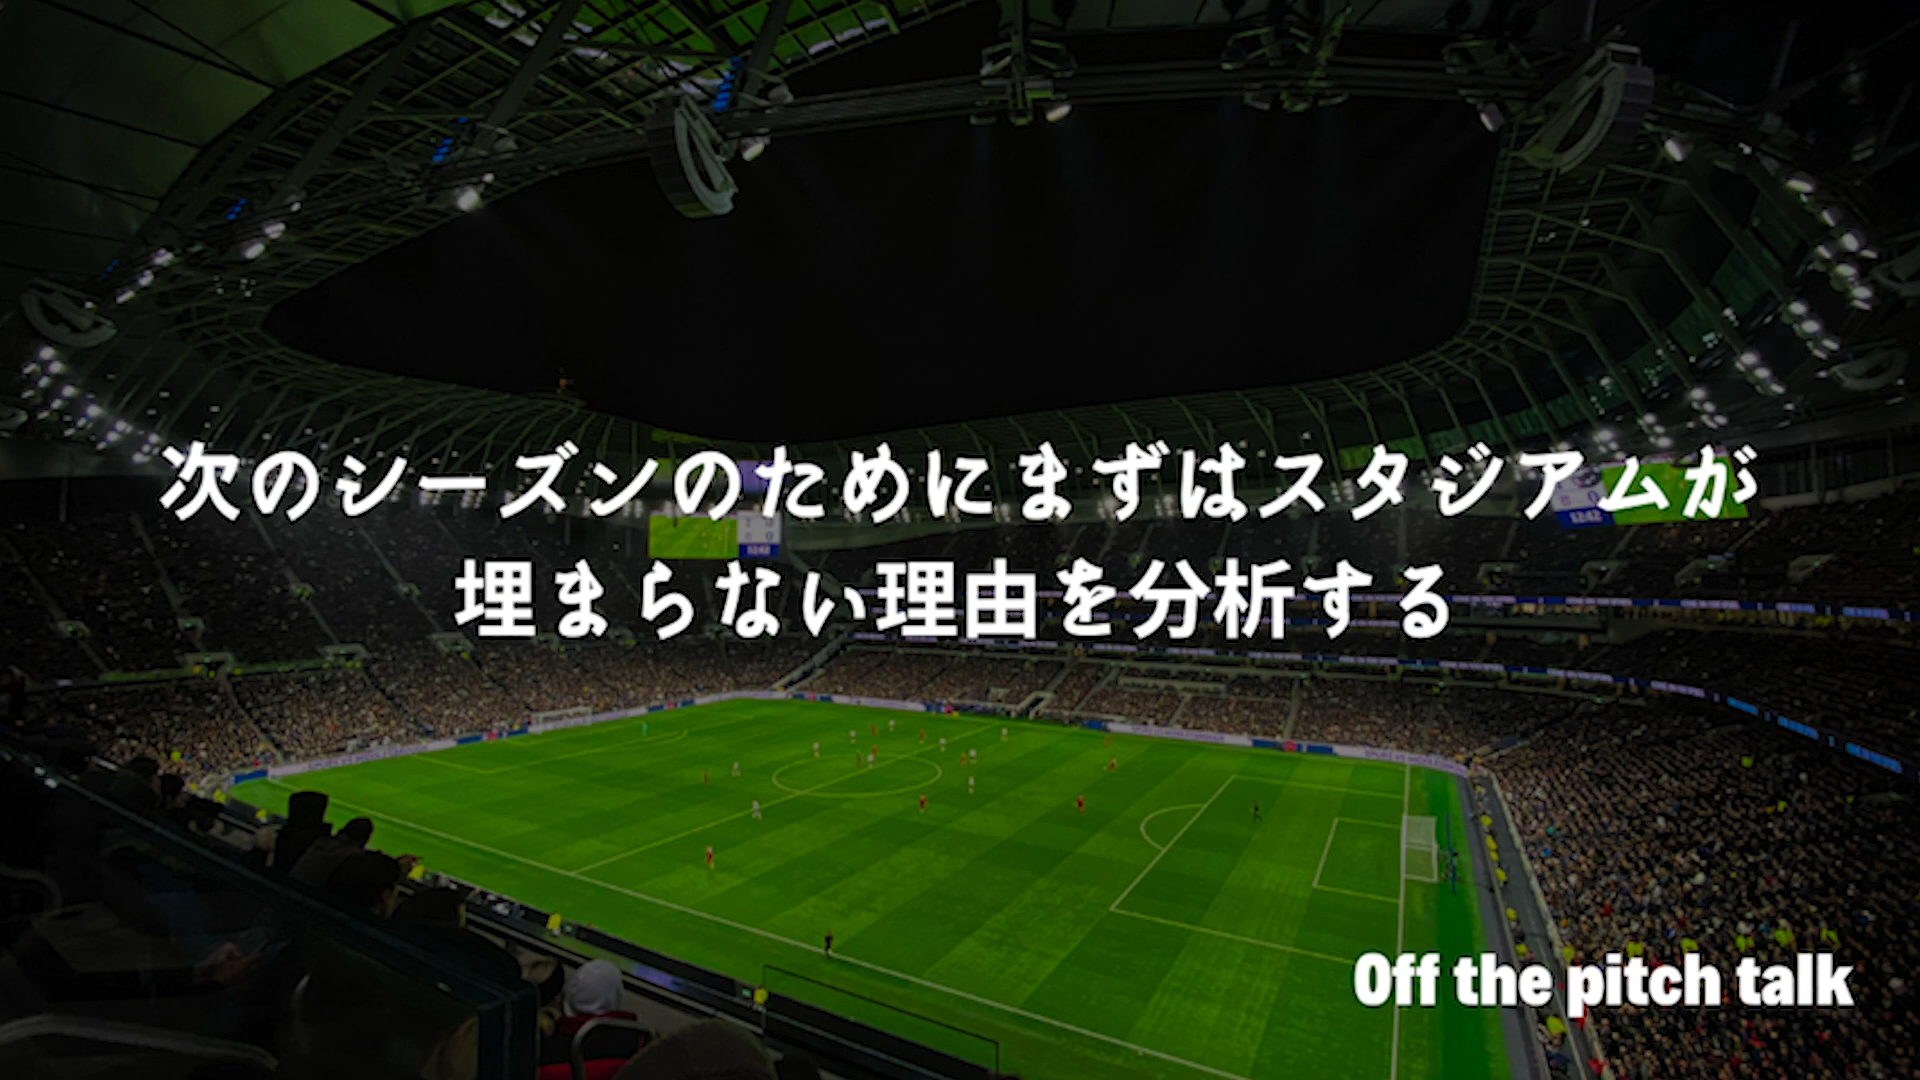 次のシーズンのためにまずはスタジアムが
埋まらない理由を分析する
Off the pitch talk